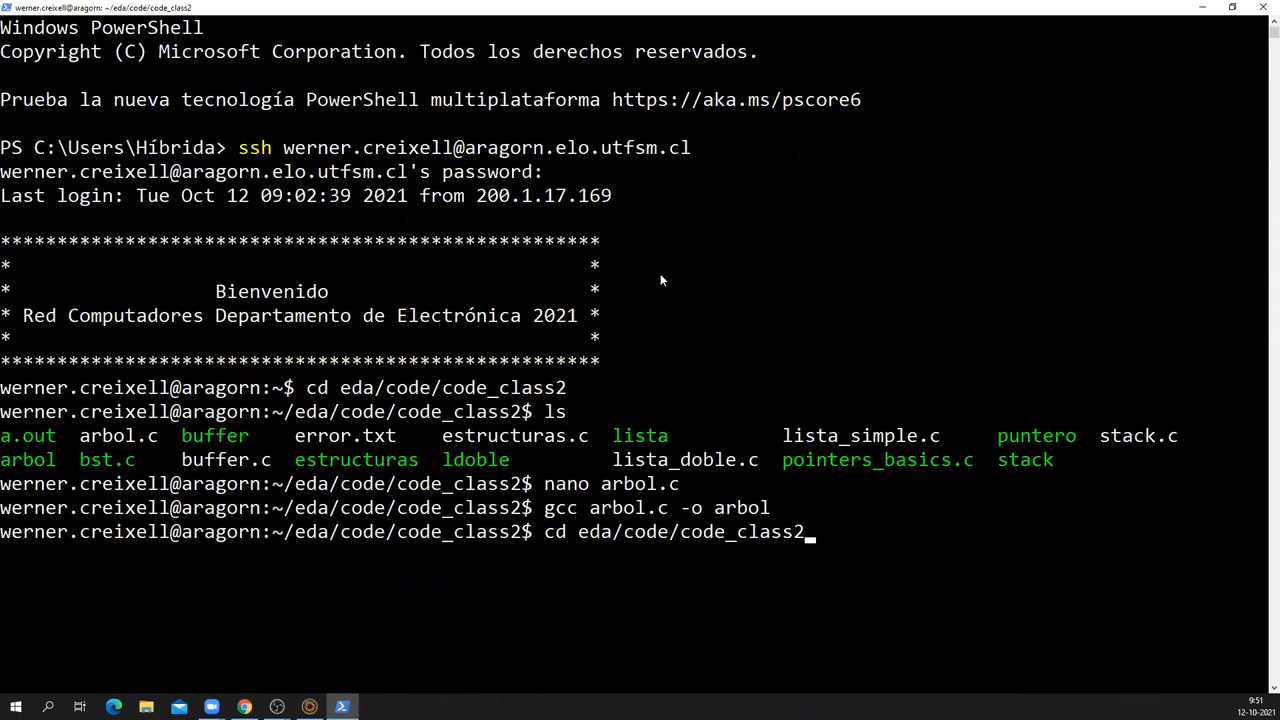 werner.creixell@aragorn: ~/eda/code/code_class2
Windows PowerShell
Copyright (C) Microsoft Corporation. Todos los derechos reservados.
Prueba la nueva tecnología PowerShell multiplataforma https://aka.ms/pscore6
PS C:\Users\Híbrida> ssh werner.creixell@aragorn.elo.utfsm.cl
werner.creixell@aragorn.elo.utfsm.cl's password:
Last login: Tue Oct 12 09:02:39 2021 from 200.1.17.169
*****************************************************
* *
* Bienvenido *
* Red Computadores Departamento de Electrónica 2021 *
* *
*****************************************************
werner.creixell@aragorn:~$ cd eda/code/code_class2
werner.creixell@aragorn:~/eda/code/code_class2$ ls
a.out arbol.c buffer error.txt estructuras.c lista lista_simple.c puntero stack.c
arbol bst.c buffer.c estructuras ldoble lista_doble.c pointers_basics.c stack
werner.creixell@aragorn:~/eda/code/code_class2$ nano arbol.c
werner.creixell@aragorn:~/eda/code/code_class2$ gcc arbol.c -o arbol
werner.creixell@aragorn:~/eda/code/code_class2$ cd eda/code/code_class2
9:51
12-10-2021